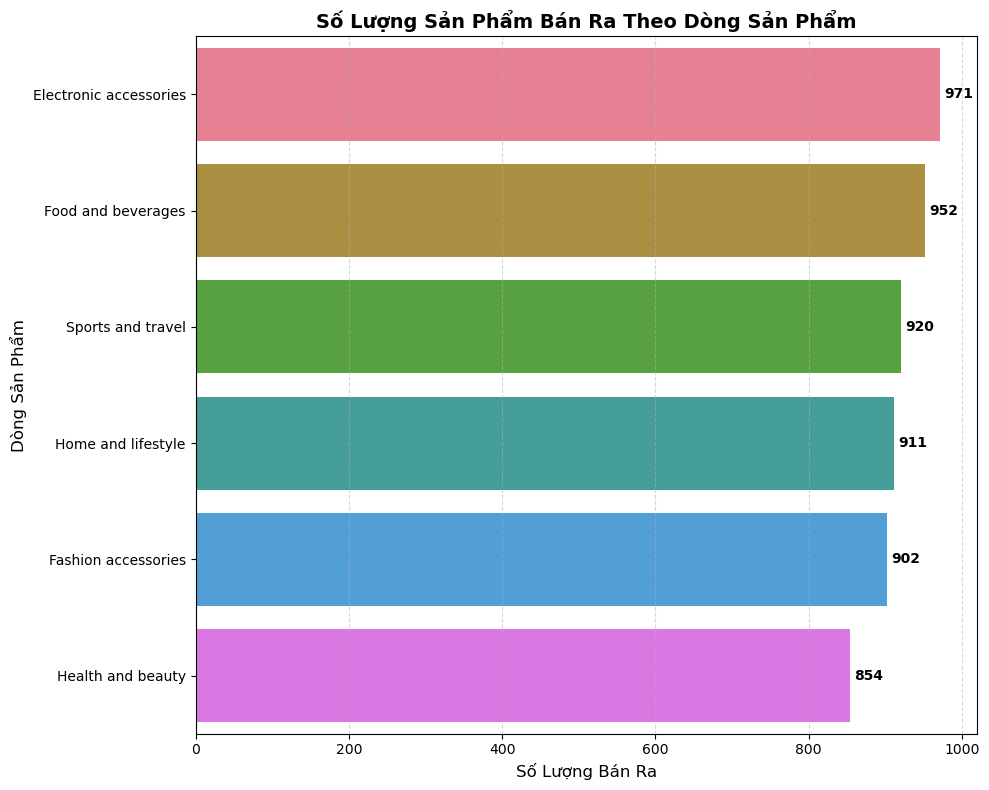 Số Lượng Sản Phẩm Bán Ra Theo Dòng Sản Phẩm
Dòng Sản Phẩm
Electronic accessories
971
Food and beverages
952
Sports and travel
920
Home and lifestyle
911
Fashion accessories
902
Health and beauty
854
0 200 400 600 800 1000
Số Lượng Bán Ra